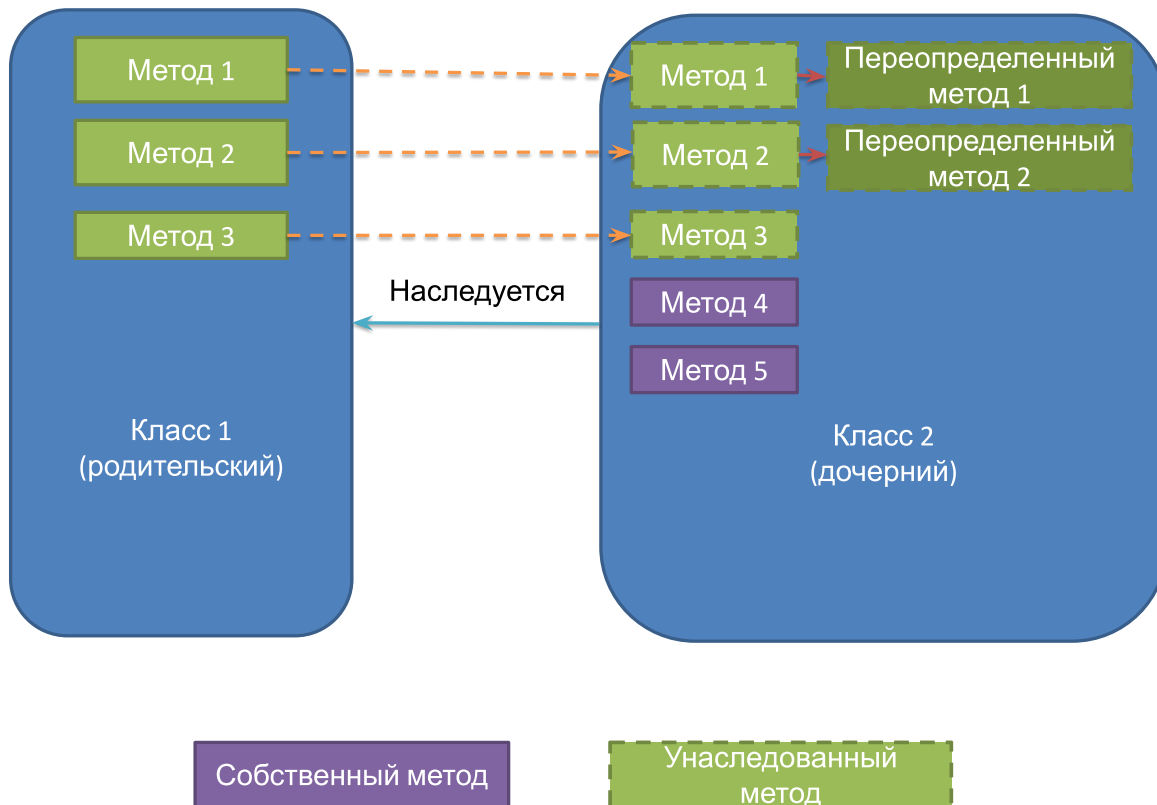 Метод 1
Метод 1
Переопределенный
метод 1
Метод 2
Метод 2
Переопределенный
метод 2
Метод 3
Метод 3
Наследуется
Метод 4
Метод 5
Класс 1
(родительский)
Класс 2
(дочерний)
Собственный метод
Унаследованный
метод